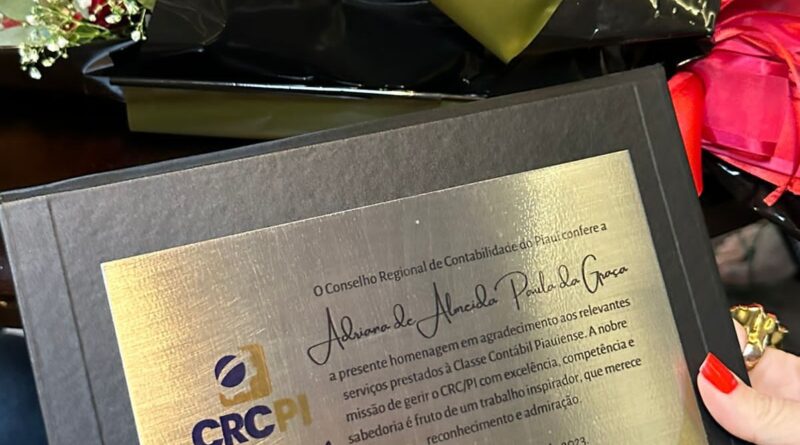 O Conselho Regional de Contabilidade do Piauí confere a
Adriana de Almeida Paula da Graça
a presente homenagem em agradecimento aos relevantes
serviços prestados à Classe Contábil Piauiense. A nobre
missão de gerir o CRC/PI com excelência, competência e
sabedoria é fruto de um trabalho inspirador, que merece
reconhecimento e admiração.
2023.
CRCPI